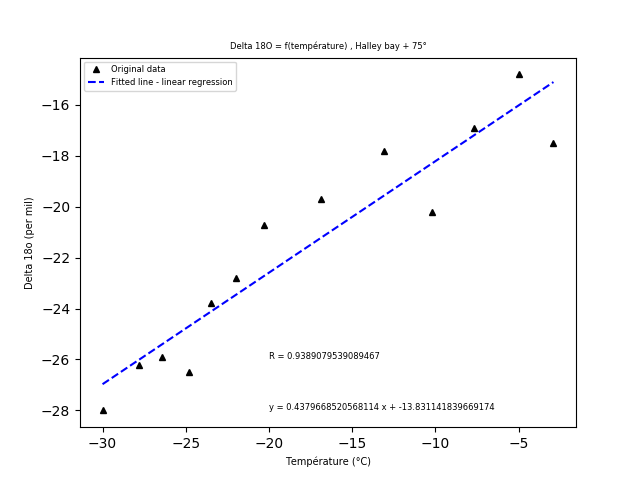 Delta 18O = f(température) , Halley bay + 75°
Original data
Fitted line - linear regression
−16
−18
−20
−22
−24
−26
−28
Delta 18o (per mil)
R = 0.9389079539089467
y = 0.4379668520568114 x + -13.831141839669174
−30 −25 −20 −15 −10 −5
Température (°C)